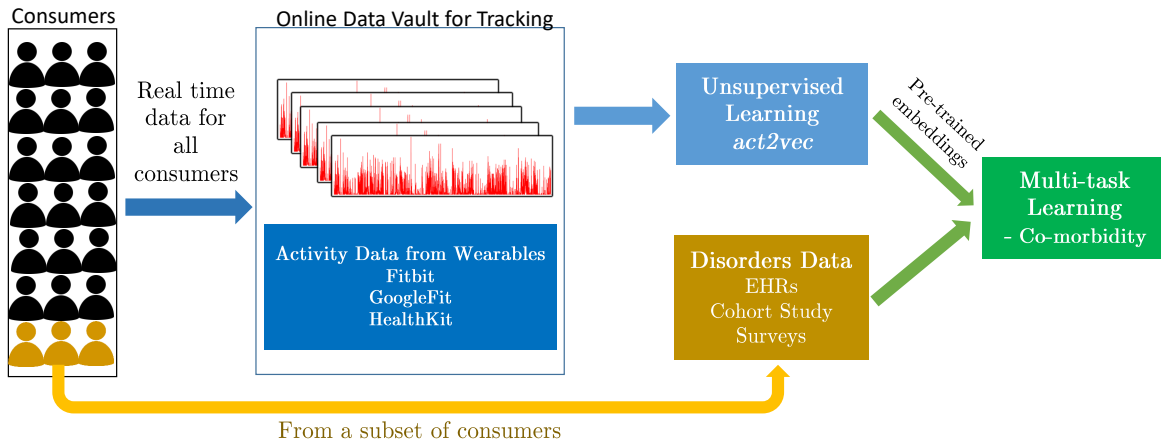 Consumers
Real time
data for
all
consumers
Online Data Vault for Tracking
Activity Data from Wearables
Fitbit
GoogleFit
HealthKit
Unsupervised
Learning
act2vec
Disorders Data
EHRs
Cohort Study
Surveys
Pre-trained
embeddings
Multi-task
Learning
- Co-morbidity
From a subset of consumers